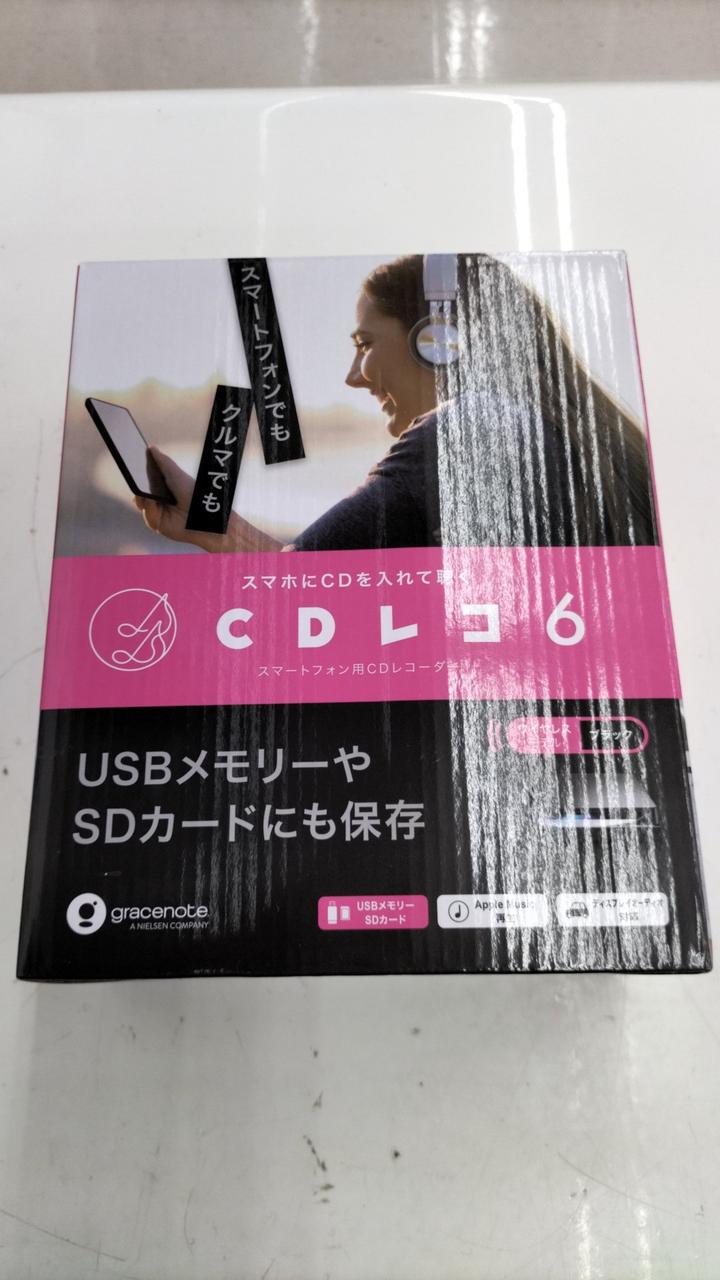 スマートフォンでも
クルマでも
スマホにCDを入れて聴く
CDレコ6
スマートフォン用CDレコーダー
ワイヤレス
モデル
ブラック
USBメモリーや
SDカードにも保存
gracenote
A NIELSEN COMPANY
USBメモリー
SDカード
Apple Music
再生
ディスプレイオーディオ
対応